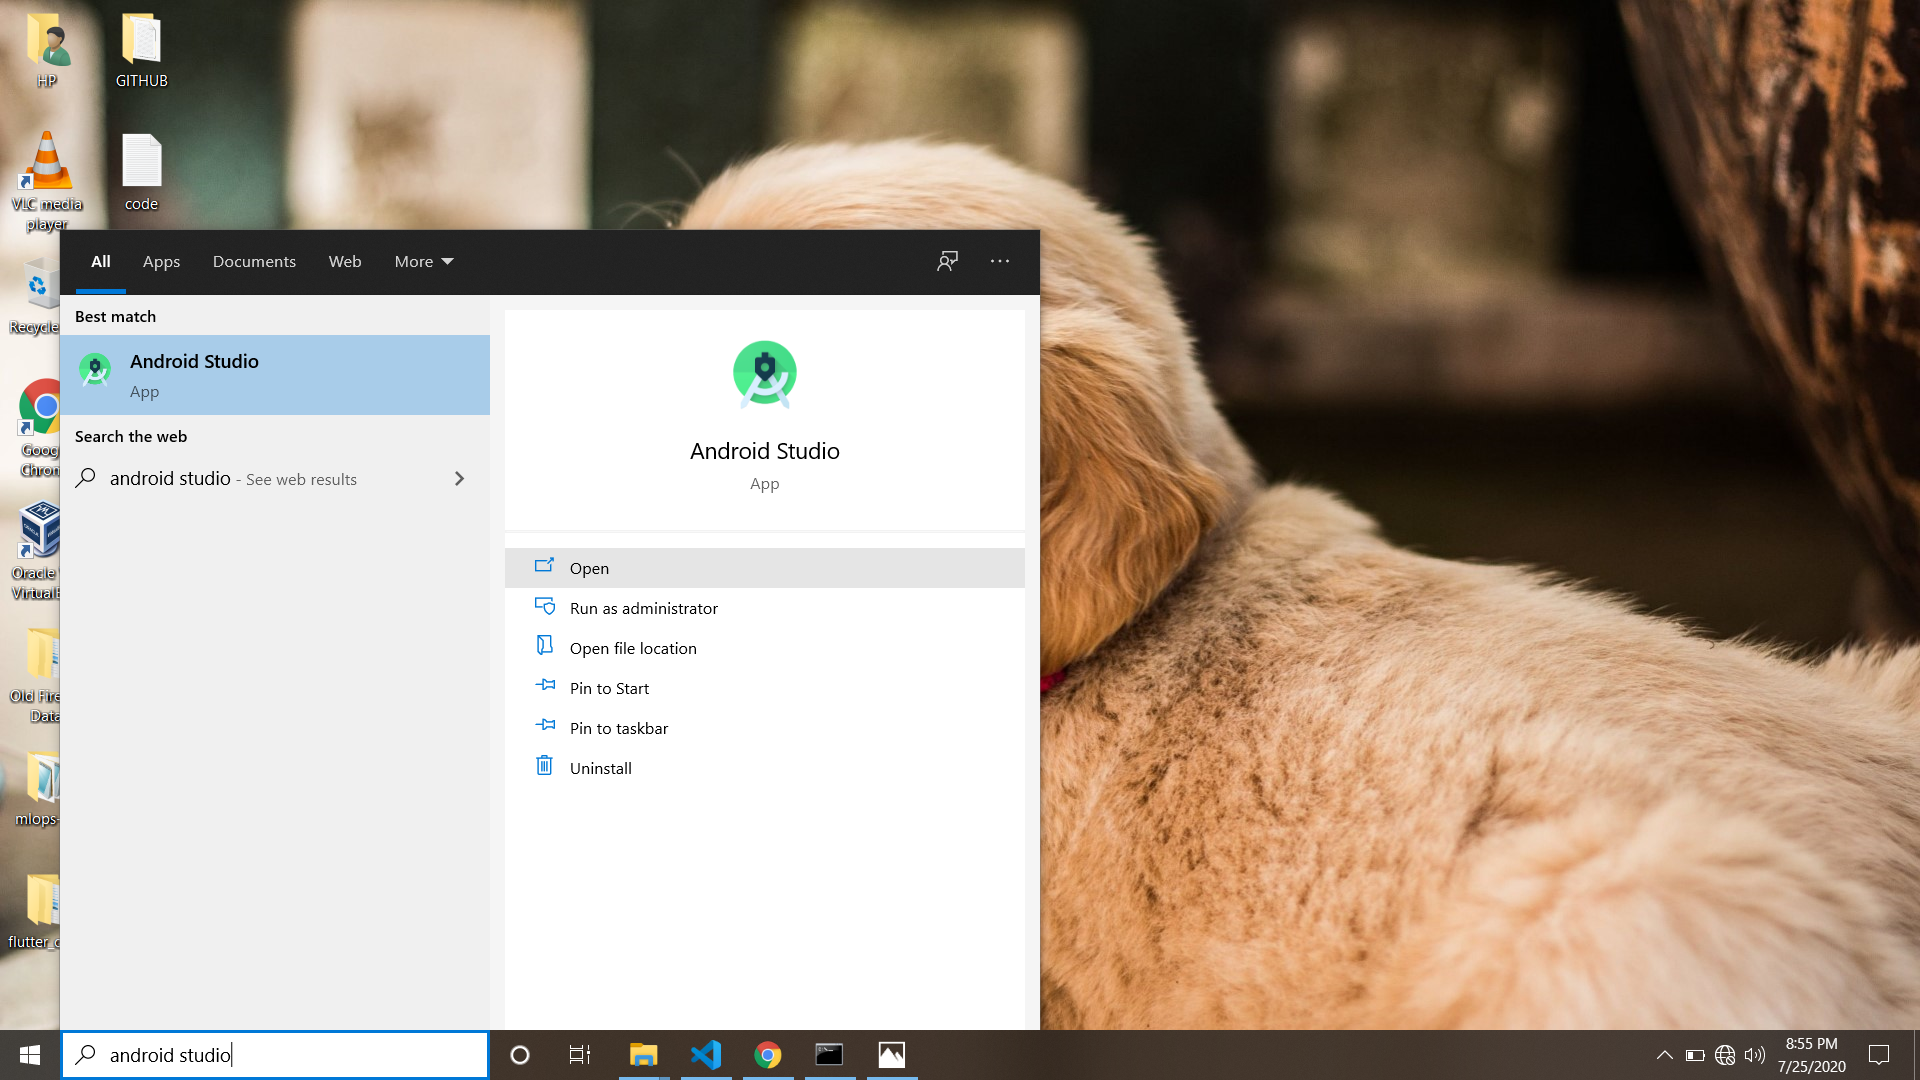 HP
GITHUB
VLC media
player
code
All
Apps
Documents
Web
More
Best match
Android Studio
App
Search the web
android studio - See web results
Android Studio
App
Open
Run as administrator
Open file location
Pin to Start
Pin to taskbar
Uninstall
Recycle
Goog
Chrom
Oracle
Virtual
Old Fire
Data
mlops-
flutter_
android studio
8:55 PM
7/25/2020